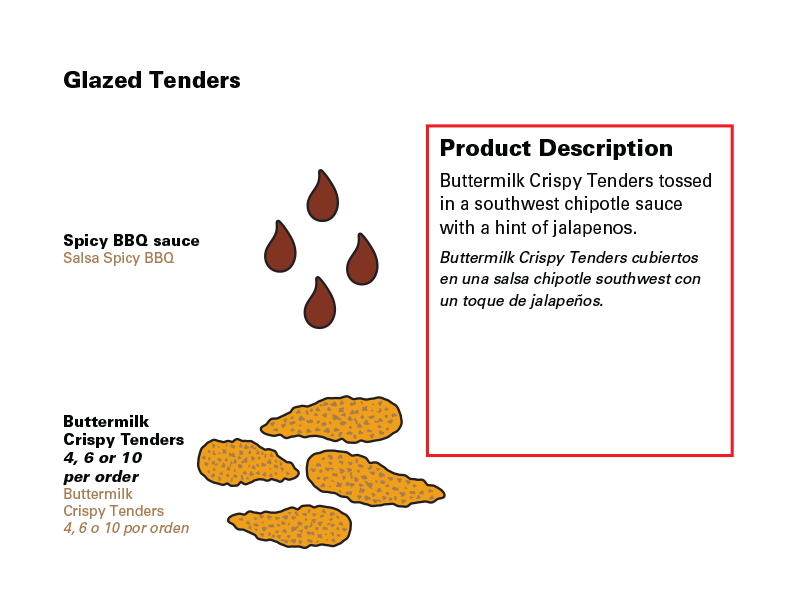 Glazed Tenders
Product Description
Buttermilk Crispy Tenders tossed
in a southwest chipotle sauce
with a hint of jalapenos.
Buttermilk Crispy Tenders cubiertos
en una salsa chipotle southwest con
un toque de jalapeños.
Spicy BBQ sauce
Salsa Spicy BBQ
Buttermilk
Crispy Tenders
4, 6 or 10
per order
Buttermilk
Crispy Tenders
4, 6 o 10 por orden